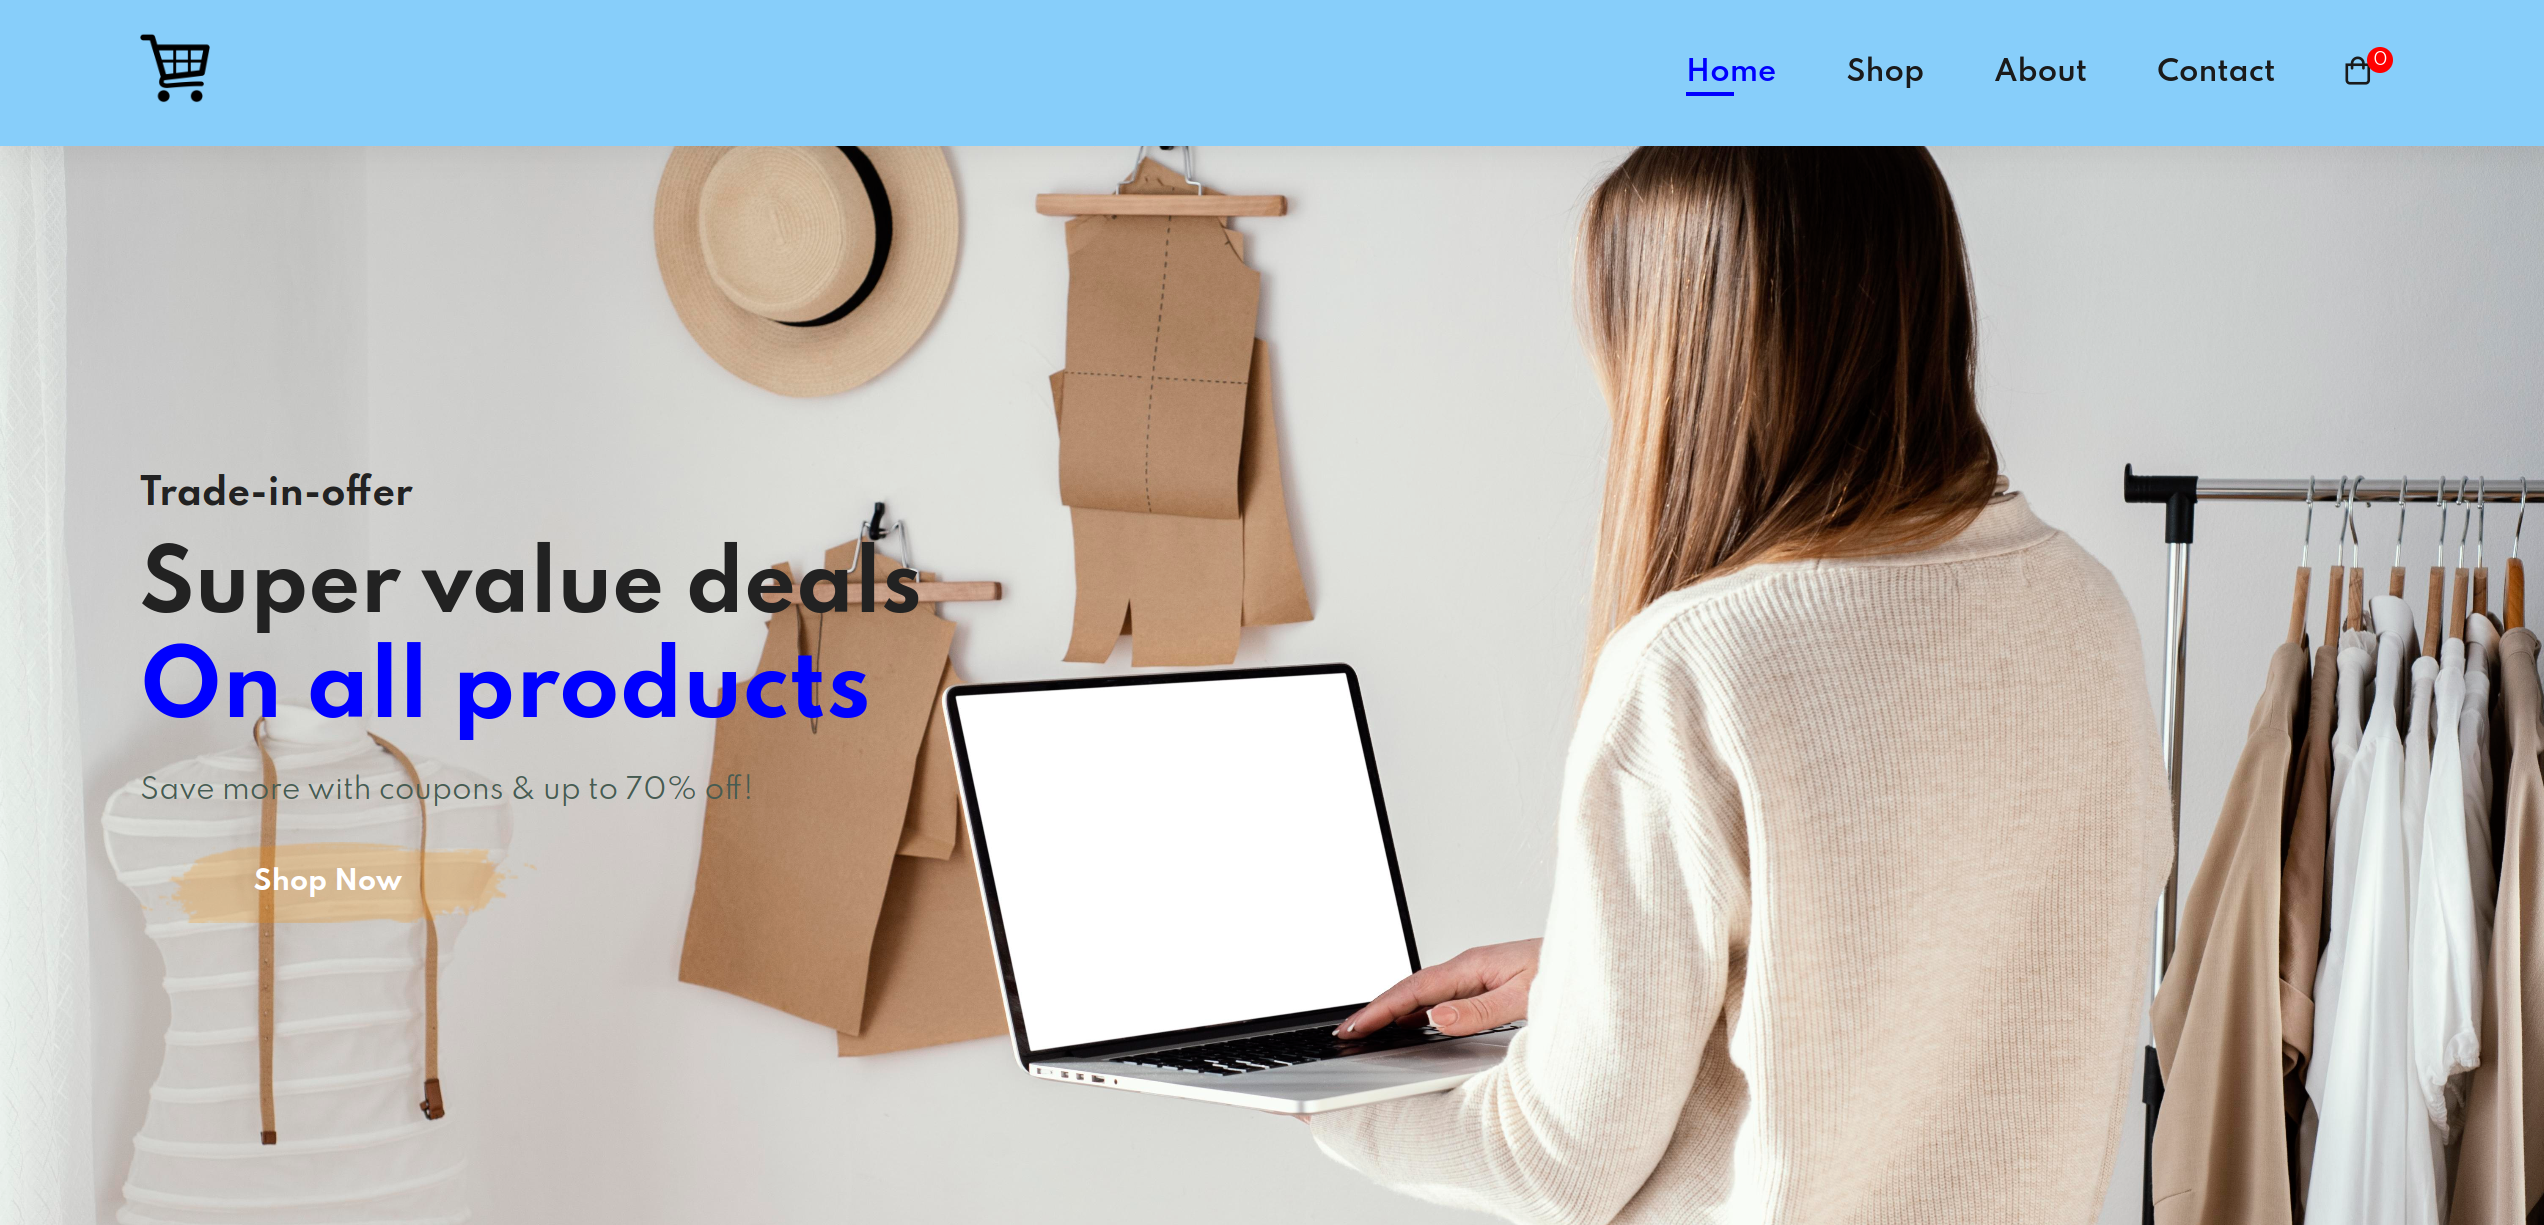 Home Shop About Contact 0
Trade-in-offer
Super value deals
On all products
Save more with coupons & up to 70% off!
Shop Now